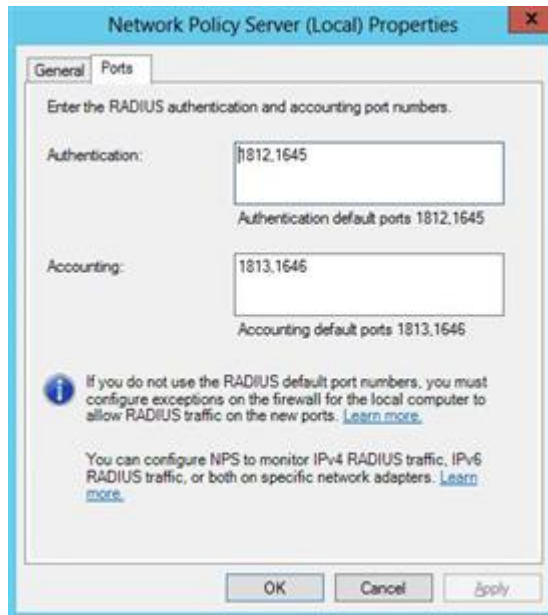 Network Policy Server (Local) Properties
x
General
Ports
Enter the RADIUS authentication and accounting port numbers.
Authentication:
1812,1645
Authentication default ports 1812,1645
Accounting:
1813,1646
Accounting default ports 1813,1646
If you do not use the RADIUS default port numbers, you must
configure exceptions on the firewall for the local computer to
allow RADIUS traffic on the new ports. Learn more.
You can configure NPS to monitor IPv4 RADIUS traffic, IPv6
RADIUS traffic, or both on specific network adapters. Learn
more.
OK
Cancel
Apply